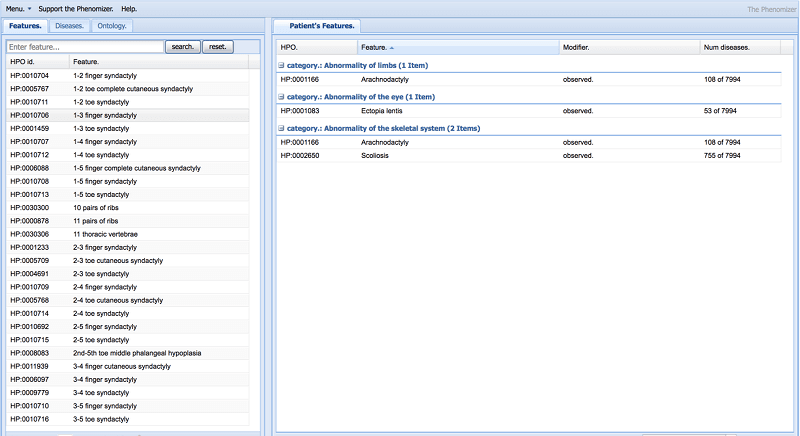 Menu. Support the Phenomizer. Help. The Phenomizer
Features. Diseases. Ontology.
Enter feature... search. reset.
HPO id. Feature.
HP:0010704 1-2 finger syndactyly
HP:0005767 1-2 toe complete cutaneous syndactyly
HP:0010711 1-2 toe syndactyly
HP:0010706 1-3 finger syndactyly
HP:0001459 1-3 toe syndactyly
HP:0010707 1-4 finger syndactyly
HP:0010712 1-4 toe syndactyly
HP:0006088 1-5 finger complete cutaneous syndactyly
HP:0010708 1-5 finger syndactyly
HP:0010713 1-5 toe syndactyly
HP:0030300 10 pairs of ribs
HP:0000878 11 pairs of ribs
HP:0030306 11 thoracic vertebrae
HP:0001233 2-3 finger syndactyly
HP:0005709 2-3 toe cutaneous syndactyly
HP:0004691 2-3 toe syndactyly
HP:0010709 2-4 finger syndactyly
HP:0005768 2-4 toe cutaneous syndactyly
HP:0010714 2-4 toe syndactyly
HP:0010692 2-5 finger syndactyly
HP:0010715 2-5 toe syndactyly
HP:0008083 2nd-5th toe middle phalangeal hypoplasia
HP:0011939 3-4 finger cutaneous syndactyly
HP:0006097 3-4 finger syndactyly
HP:0009779 3-4 toe syndactyly
HP:0010710 3-5 finger syndactyly
HP:0010716 3-5 toe syndactyly
Patient's Features.
HPO. Feature. Modifier. Num diseases.
category.: Abnormality of limbs (1 Item)
HP:0001166 Arachnodactyly observed. 108 of 7994
category.: Abnormality of the eye (1 Item)
HP:0001083 Ectopia lentis observed. 53 of 7994
category.: Abnormality of the skeletal system (2 Items)
HP:0001166 Arachnodactyly observed. 108 of 7994
HP:0002650 Scoliosis observed. 755 of 7994